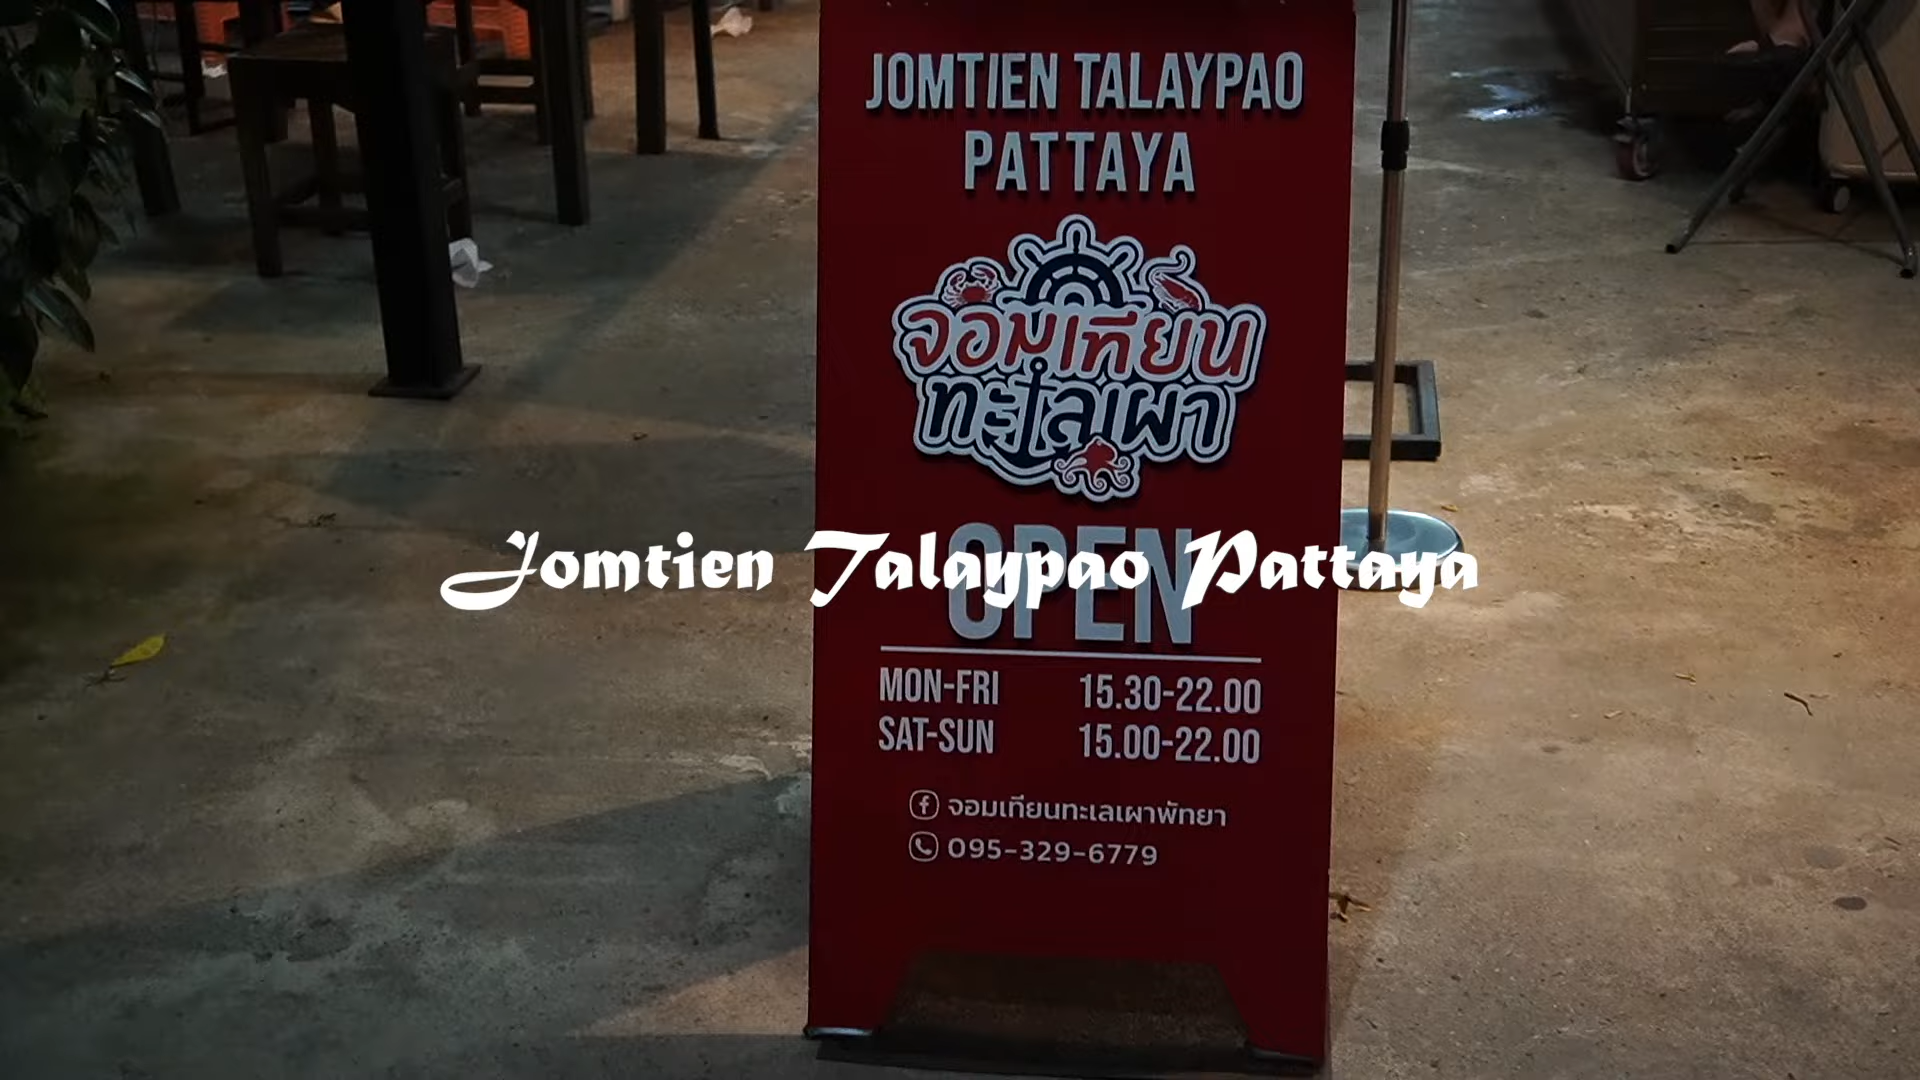 JOMTIEN TALAYPAO
PATTAYA
จอมเทียน
ทะเลเผา
OPEN
Jomtien Talaypao Pattaya
MON-FRI 15.30-22.00
SAT-SUN 15.00-22.00
จอมเทียนทะเลเผาพัทยา
095-329-6779